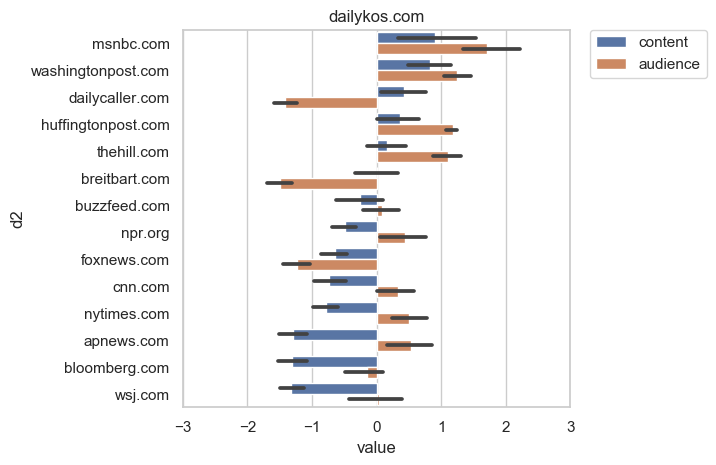 dailykos.com
content
audience
d2
msnbc.com
washingtonpost.com
dailycaller.com
huffingtonpost.com
thehill.com
breitbart.com
buzzfeed.com
npr.org
foxnews.com
cnn.com
nytimes.com
apnews.com
bloomberg.com
wsj.com
−3 −2 −1 0 1 2 3
value